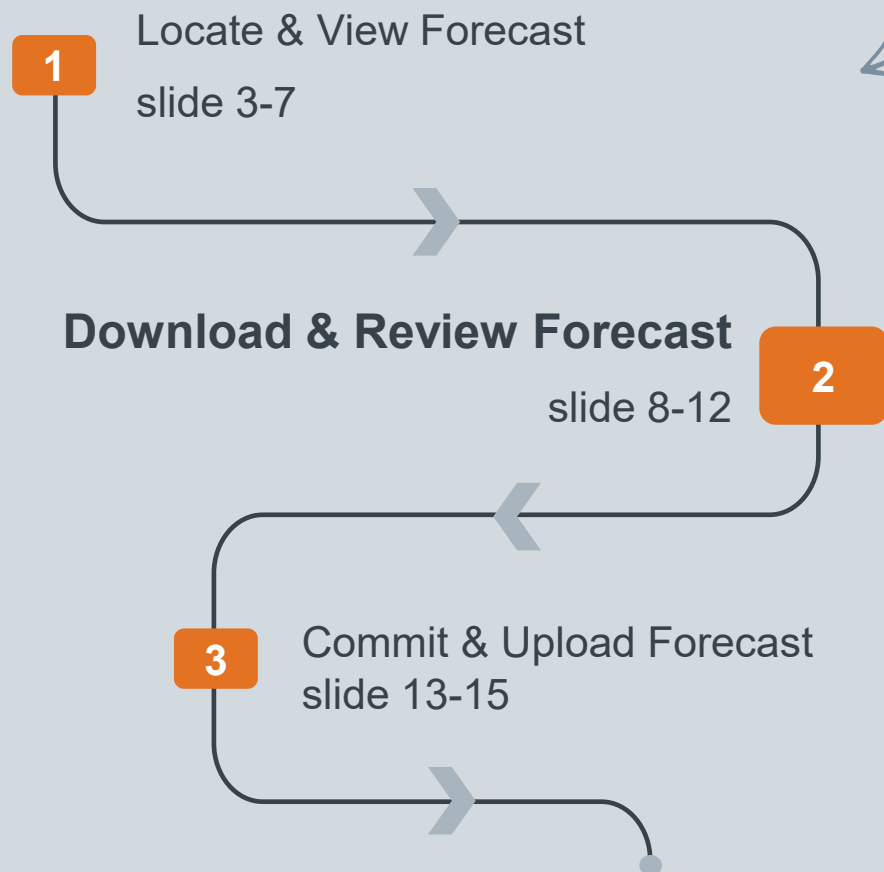 1
Locate & View Forecast
slide 3-7
Download & Review Forecast
2
slide 8-12
3
Commit & Upload Forecast
slide 13-15